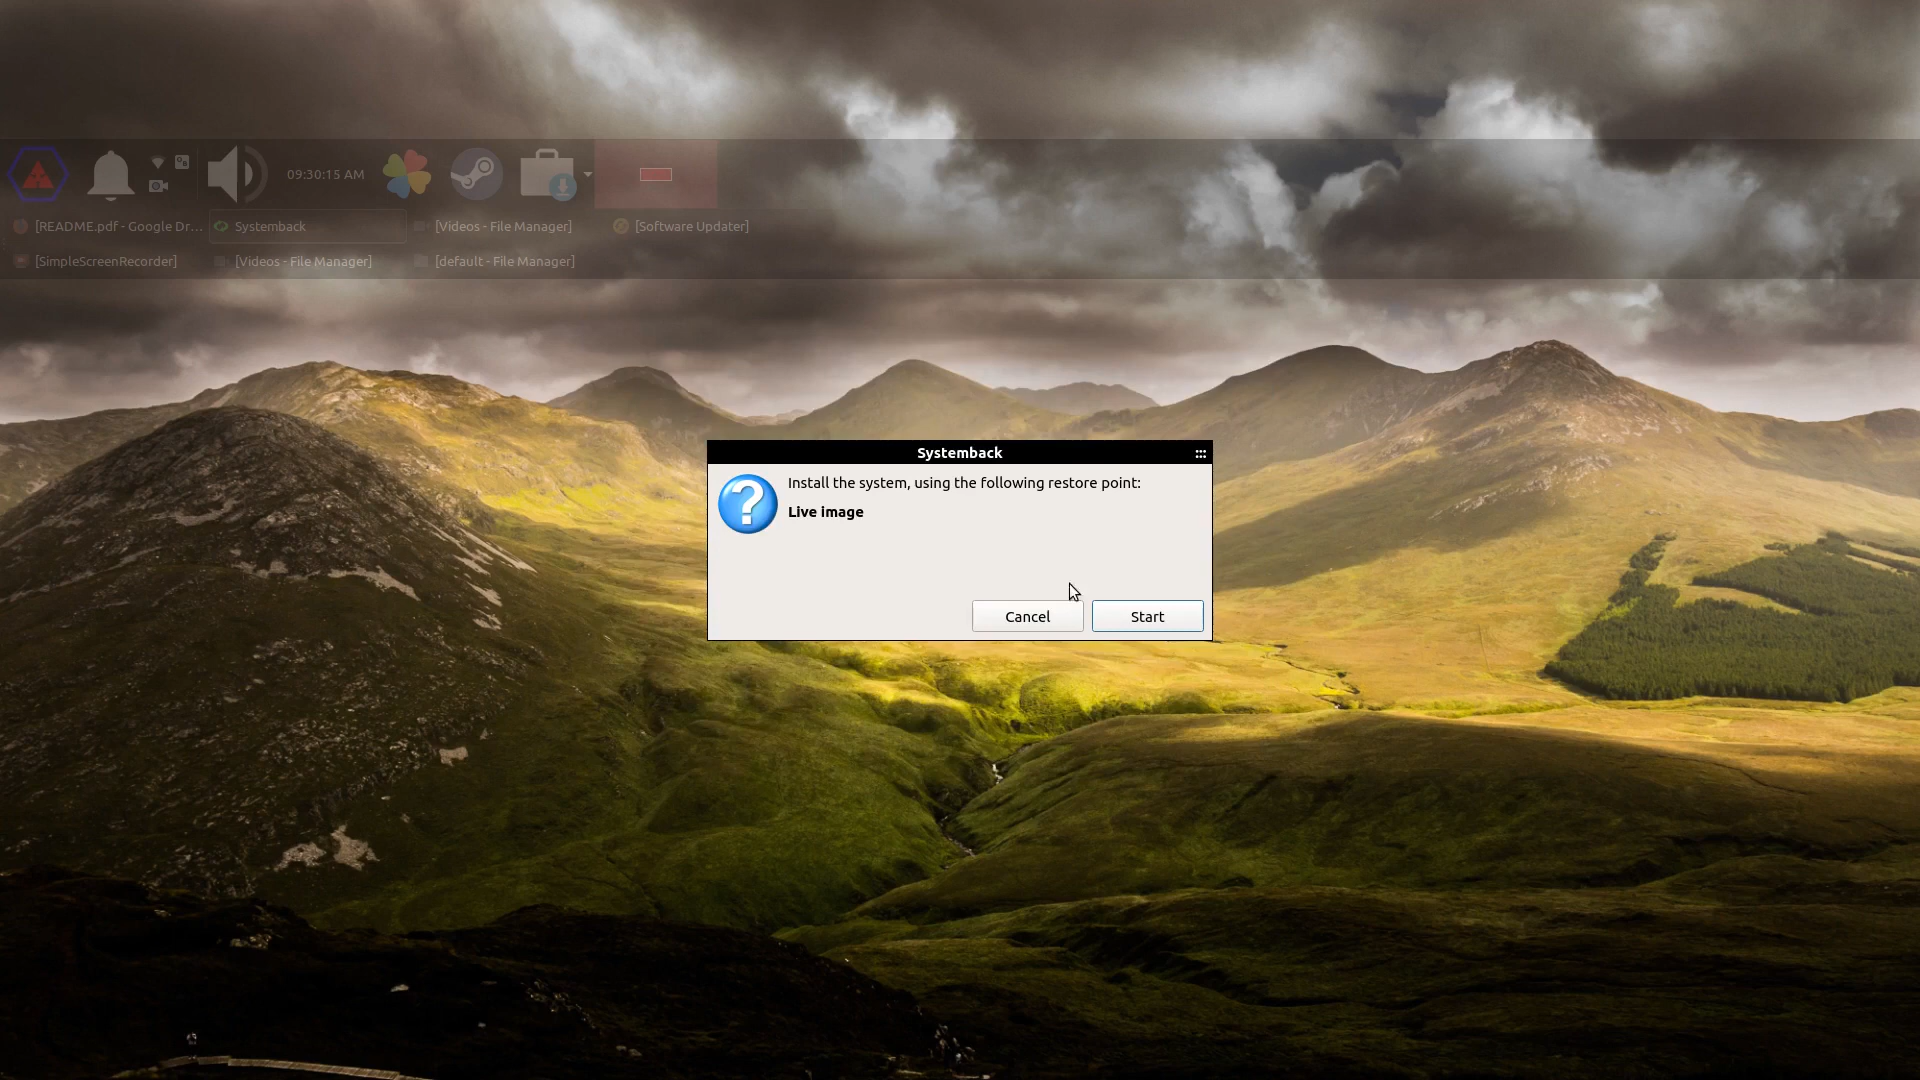 09:30:15 AM
[README.pdf - Google Dr...
Systemback
[Videos - File Manager]
[Software Updater]
[SimpleScreenRecorder]
[Videos - File Manager]
[default - File Manager]
Systemback
Install the system, using the following restore point:
Live image
Cancel
Start